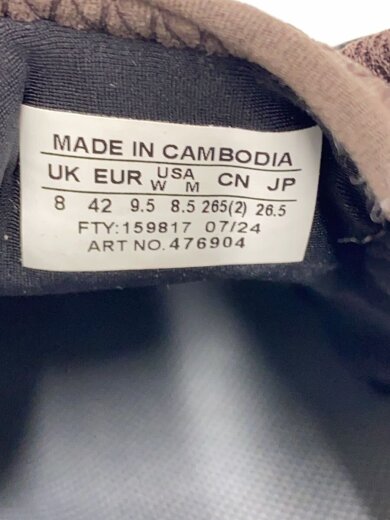 MADE IN CAMBODIA
UK EUR USA W M CN JP
8 42 9.5 8.5 265(2) 26.5
FTY:159817 07/24
ART NO.476904